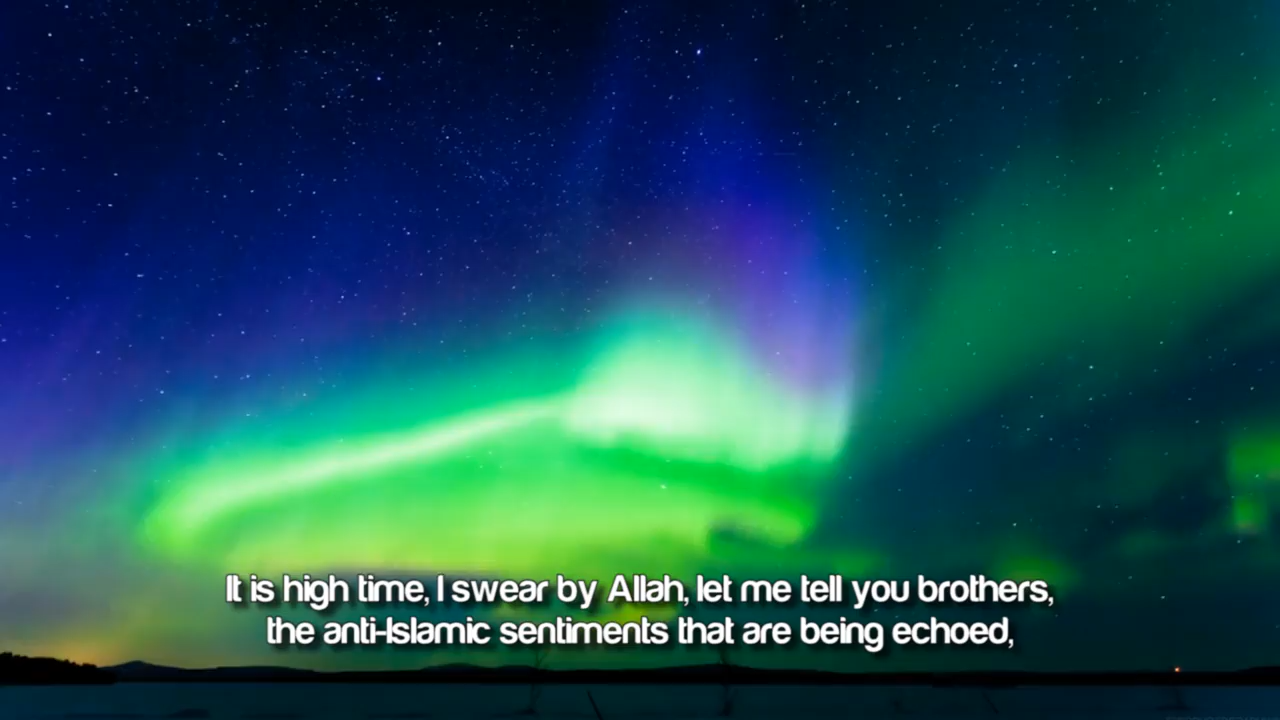 It is high time, I swear by Allah, let me tell you brothers,
the anti-Islamic sentiments that are being echoed,